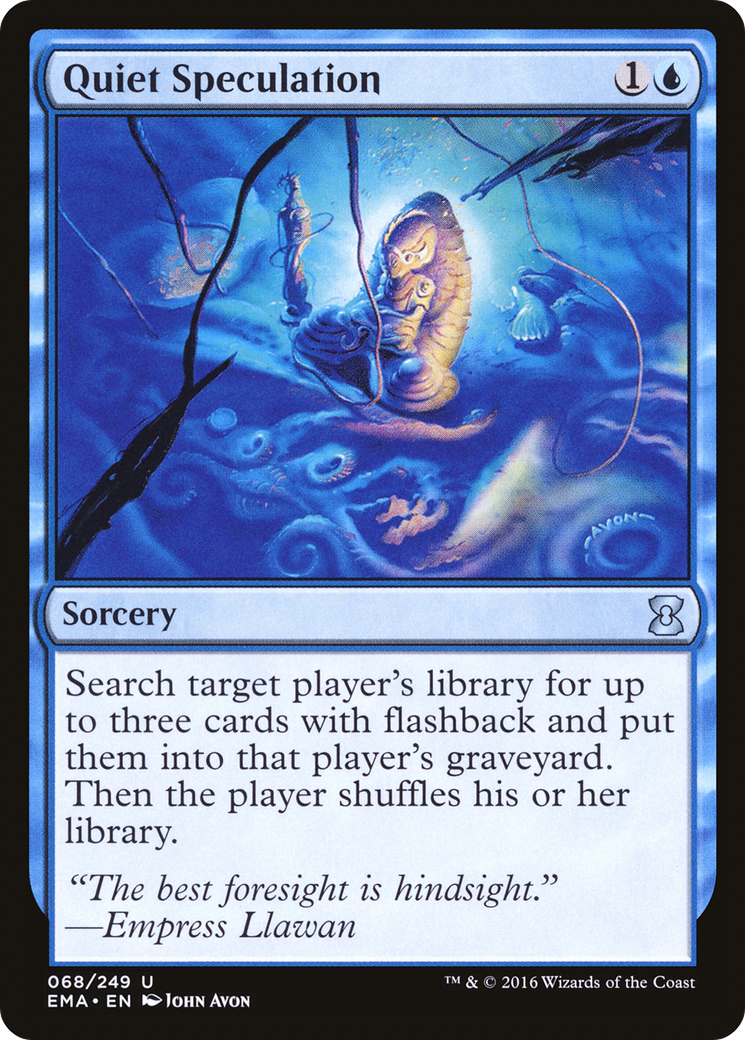 Quiet Speculation 1
AVON
Sorcery
8
Search target player's library for up
to three cards with flashback and put
them into that player's graveyard.
Then the player shuffles his or her
library.
“The best foresight is hindsight.”
—Empress Llawan
068/249 U
EMA • EN John Avon
™ & © 2016 Wizards of the Coast